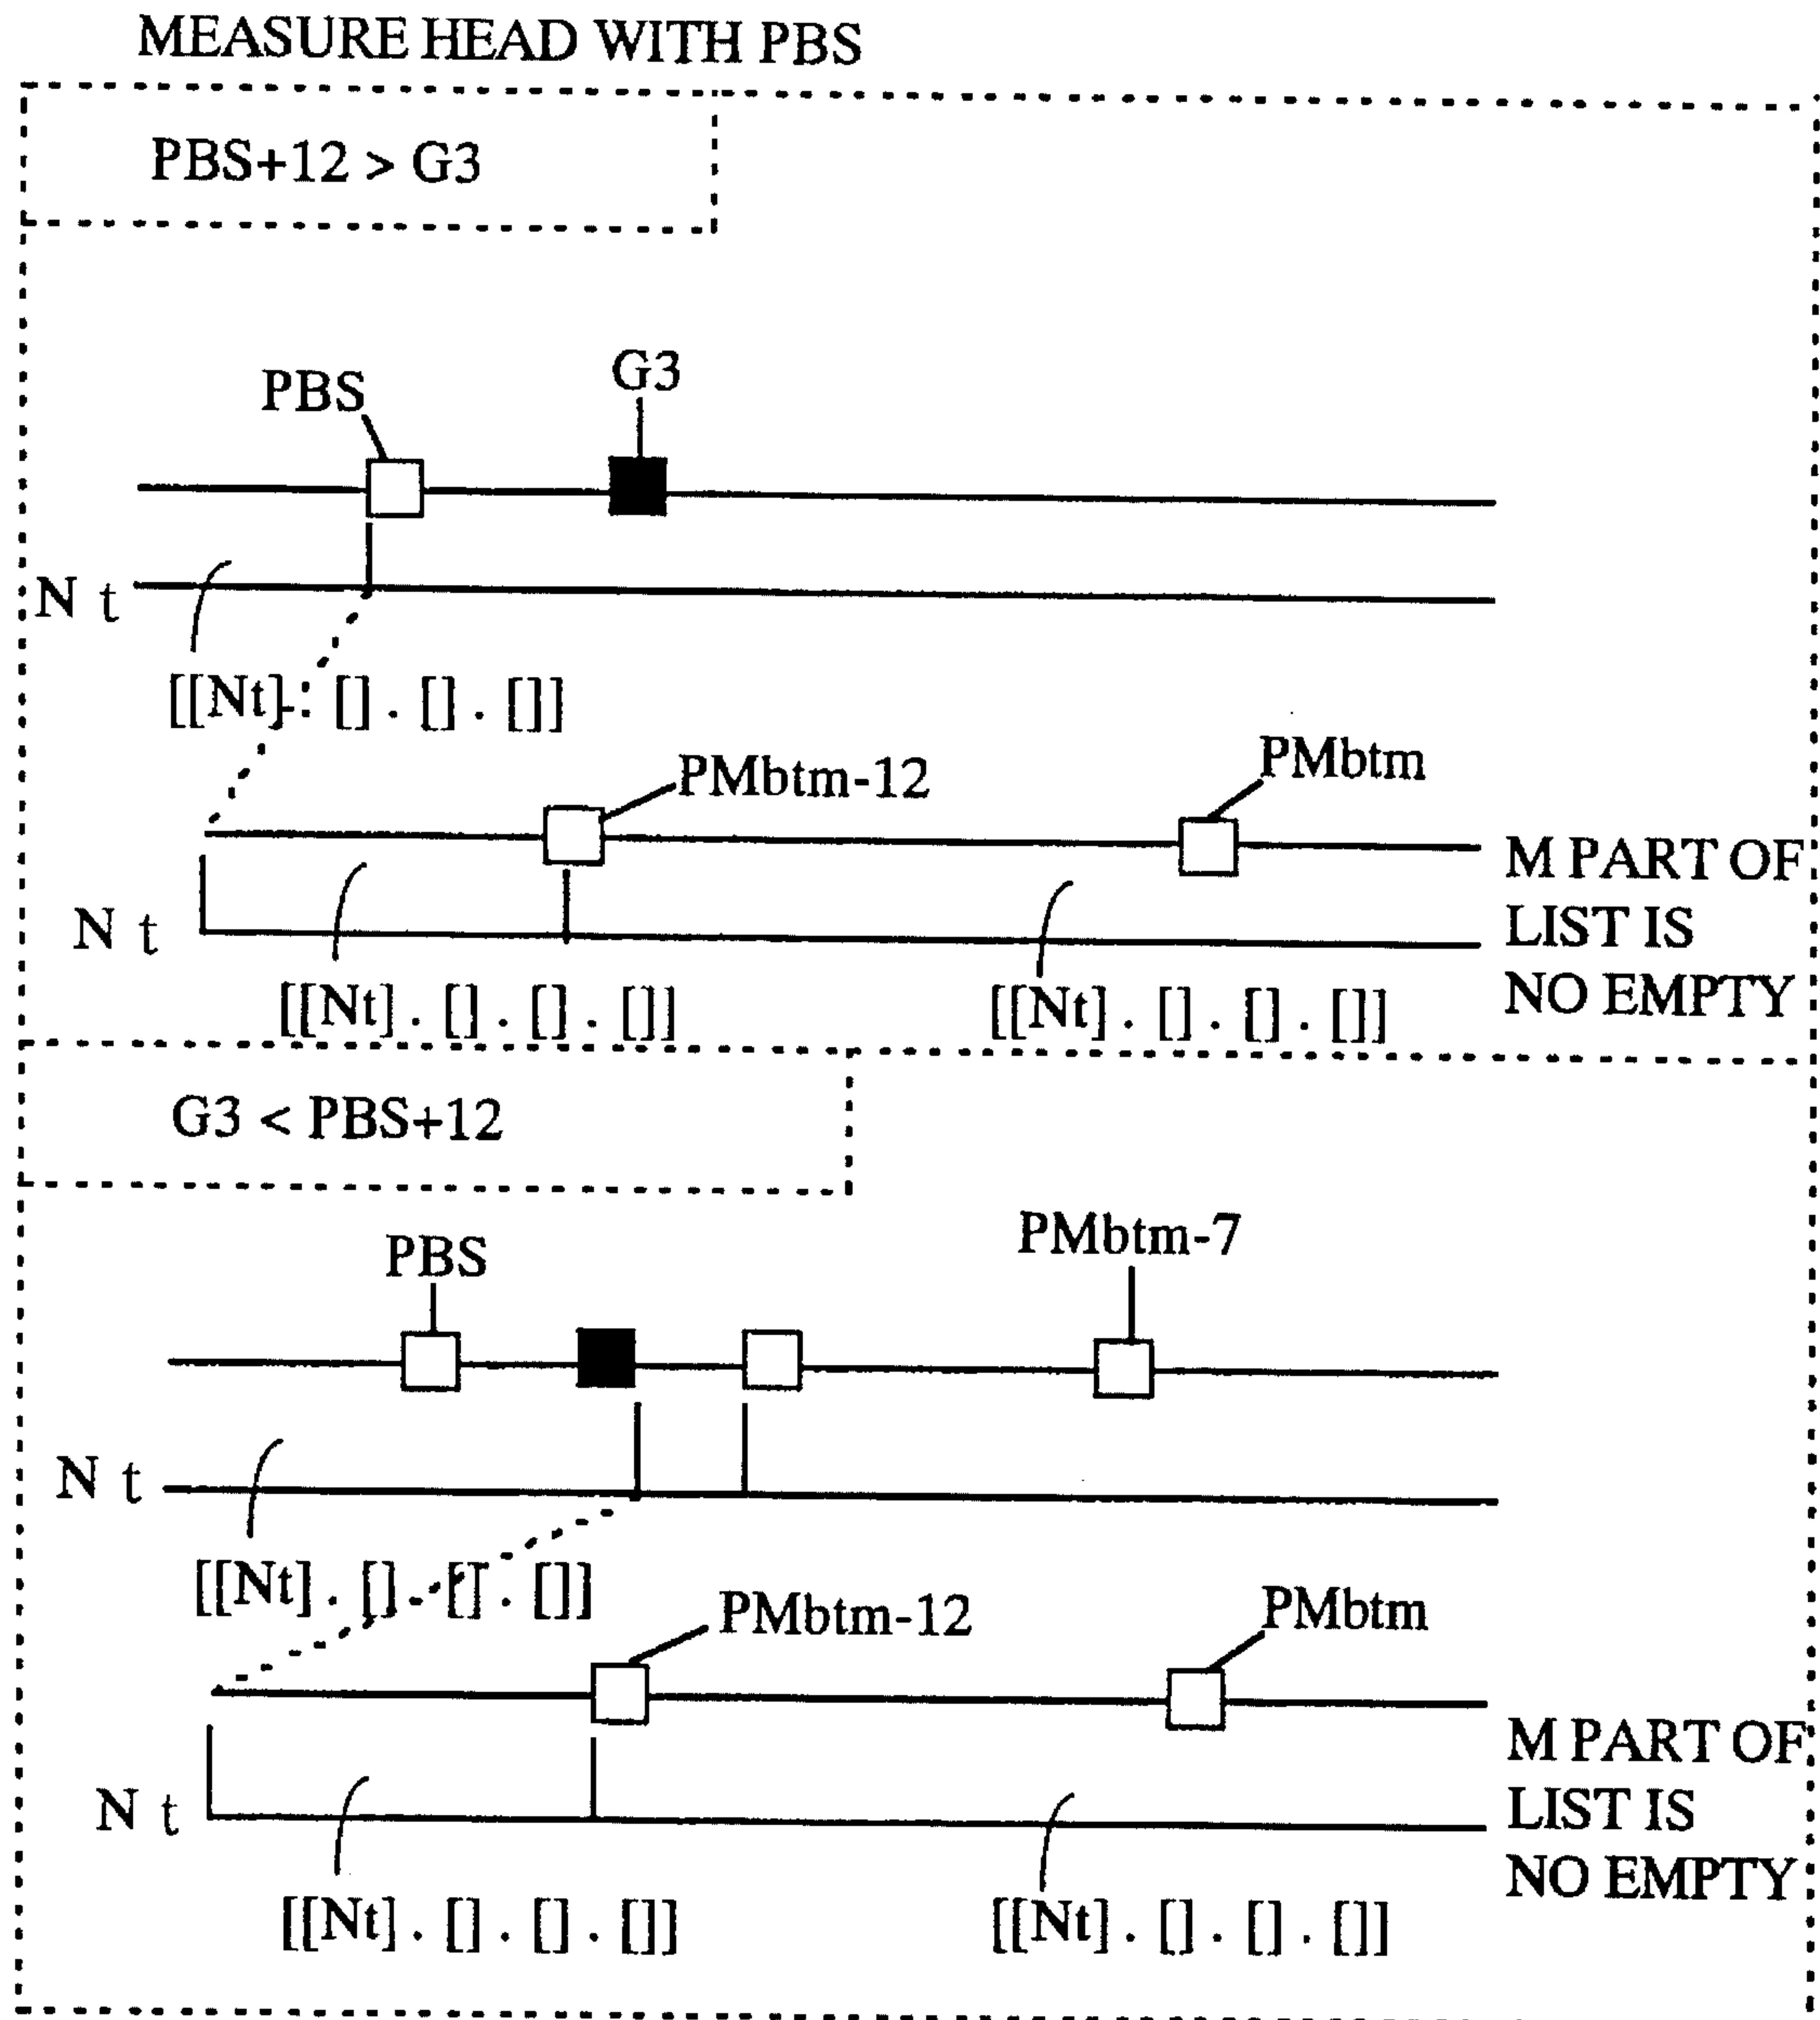 MEASURE HEAD WITH PBS
PBS+12 > G3
PBS
G3
N t
[[Nt] . [] . [] . []]
PMbtm-12
PMbtm
M PART OF
LIST IS
NO EMPTY
N t
[[Nt] . [] . [] . []]
[[Nt] . [] . [] . []]
G3 < PBS+12
PBS
PMbtm-7
N t
[[Nt] . [] . [] . []]
PMbtm-12
PMbtm
M PART OF
LIST IS
NO EMPTY
N t
[[Nt] . [] . [] . []]
[[Nt] . [] . [] . []]